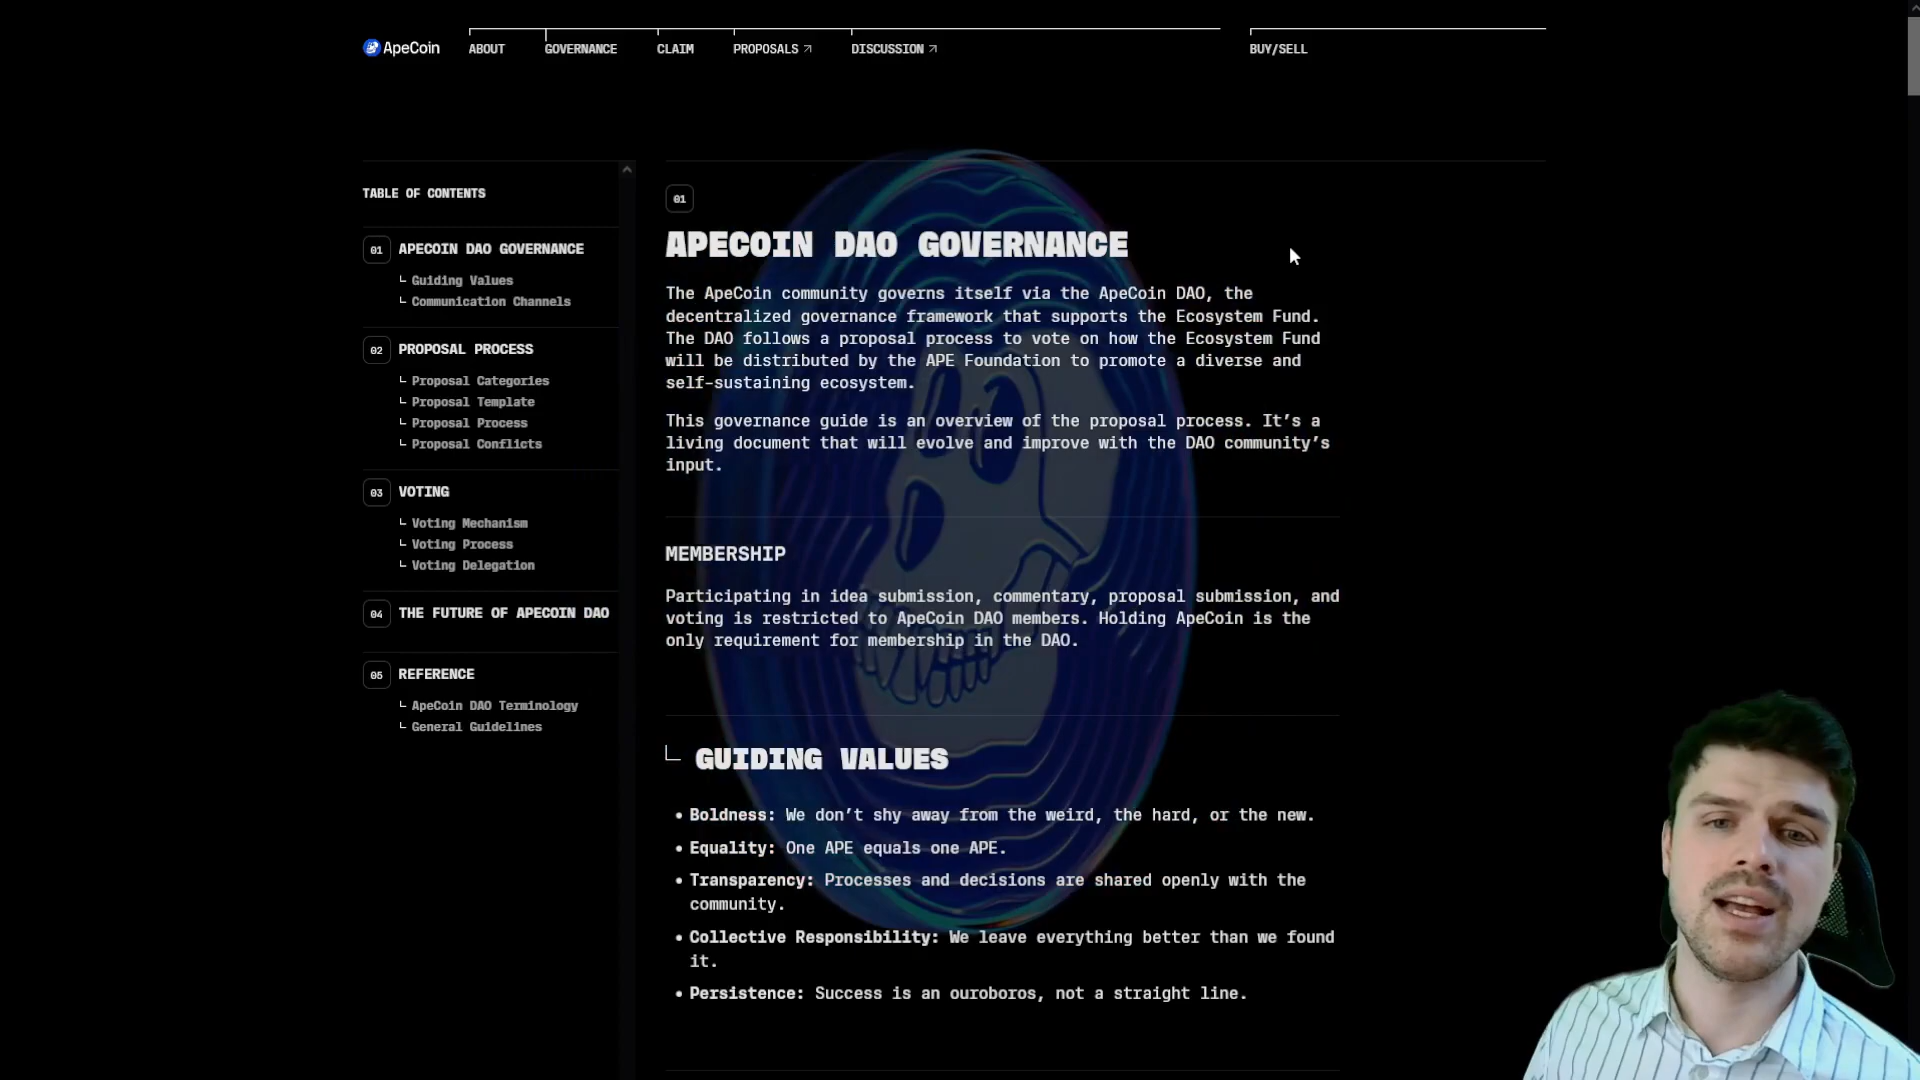 ApeCoin
ABOUT
GOVERNANCE
CLAIM
PROPOSALS
DISCUSSION
BUY/SELL
TABLE OF CONTENTS
01 APECOIN DAO GOVERNANCE
Guiding Values
Communication Channels
02 PROPOSAL PROCESS
Proposal Categories
Proposal Template
Proposal Process
Proposal Conflicts
03 VOTING
Voting Mechanism
Voting Process
Voting Delegation
04 THE FUTURE OF APECOIN DAO
05 REFERENCE
ApeCoin DAO Terminology
General Guidelines
01
APECOIN DAO GOVERNANCE
The ApeCoin community governs itself via the ApeCoin DAO, the
decentralized governance framework that supports the Ecosystem Fund.
The DAO follows a proposal process to vote on how the Ecosystem Fund
will be distributed by the APE Foundation to promote a diverse and
self-sustaining ecosystem.
This governance guide is an overview of the proposal process. It’s a
living document that will evolve and improve with the DAO community’s
input.
MEMBERSHIP
Participating in idea submission, commentary, proposal submission, and
voting is restricted to ApeCoin DAO members. Holding ApeCoin is the
only requirement for membership in the DAO.
GUIDING VALUES
• Boldness: We don’t shy away from the weird, the hard, or the new.
• Equality: One APE equals one APE.
• Transparency: Processes and decisions are shared openly with the
community.
• Collective Responsibility: We leave everything better than we found
it.
• Persistence: Success is an ouroboros, not a straight line.